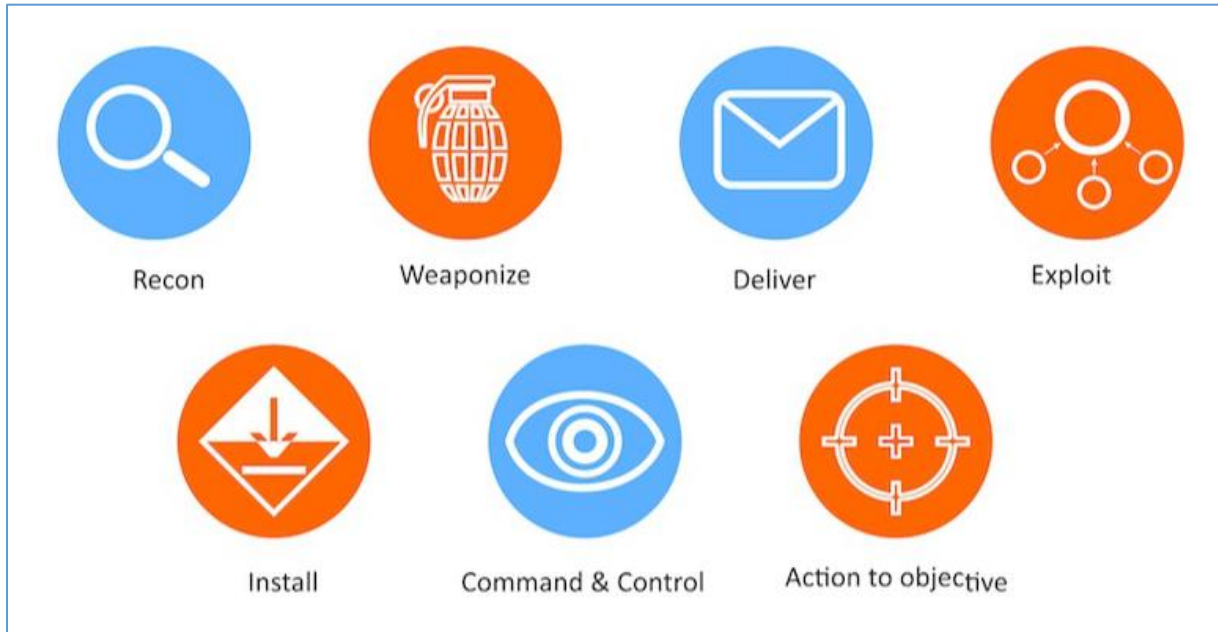 Recon
Weaponize
Deliver
Exploit
Install
Command & Control
Action to objective